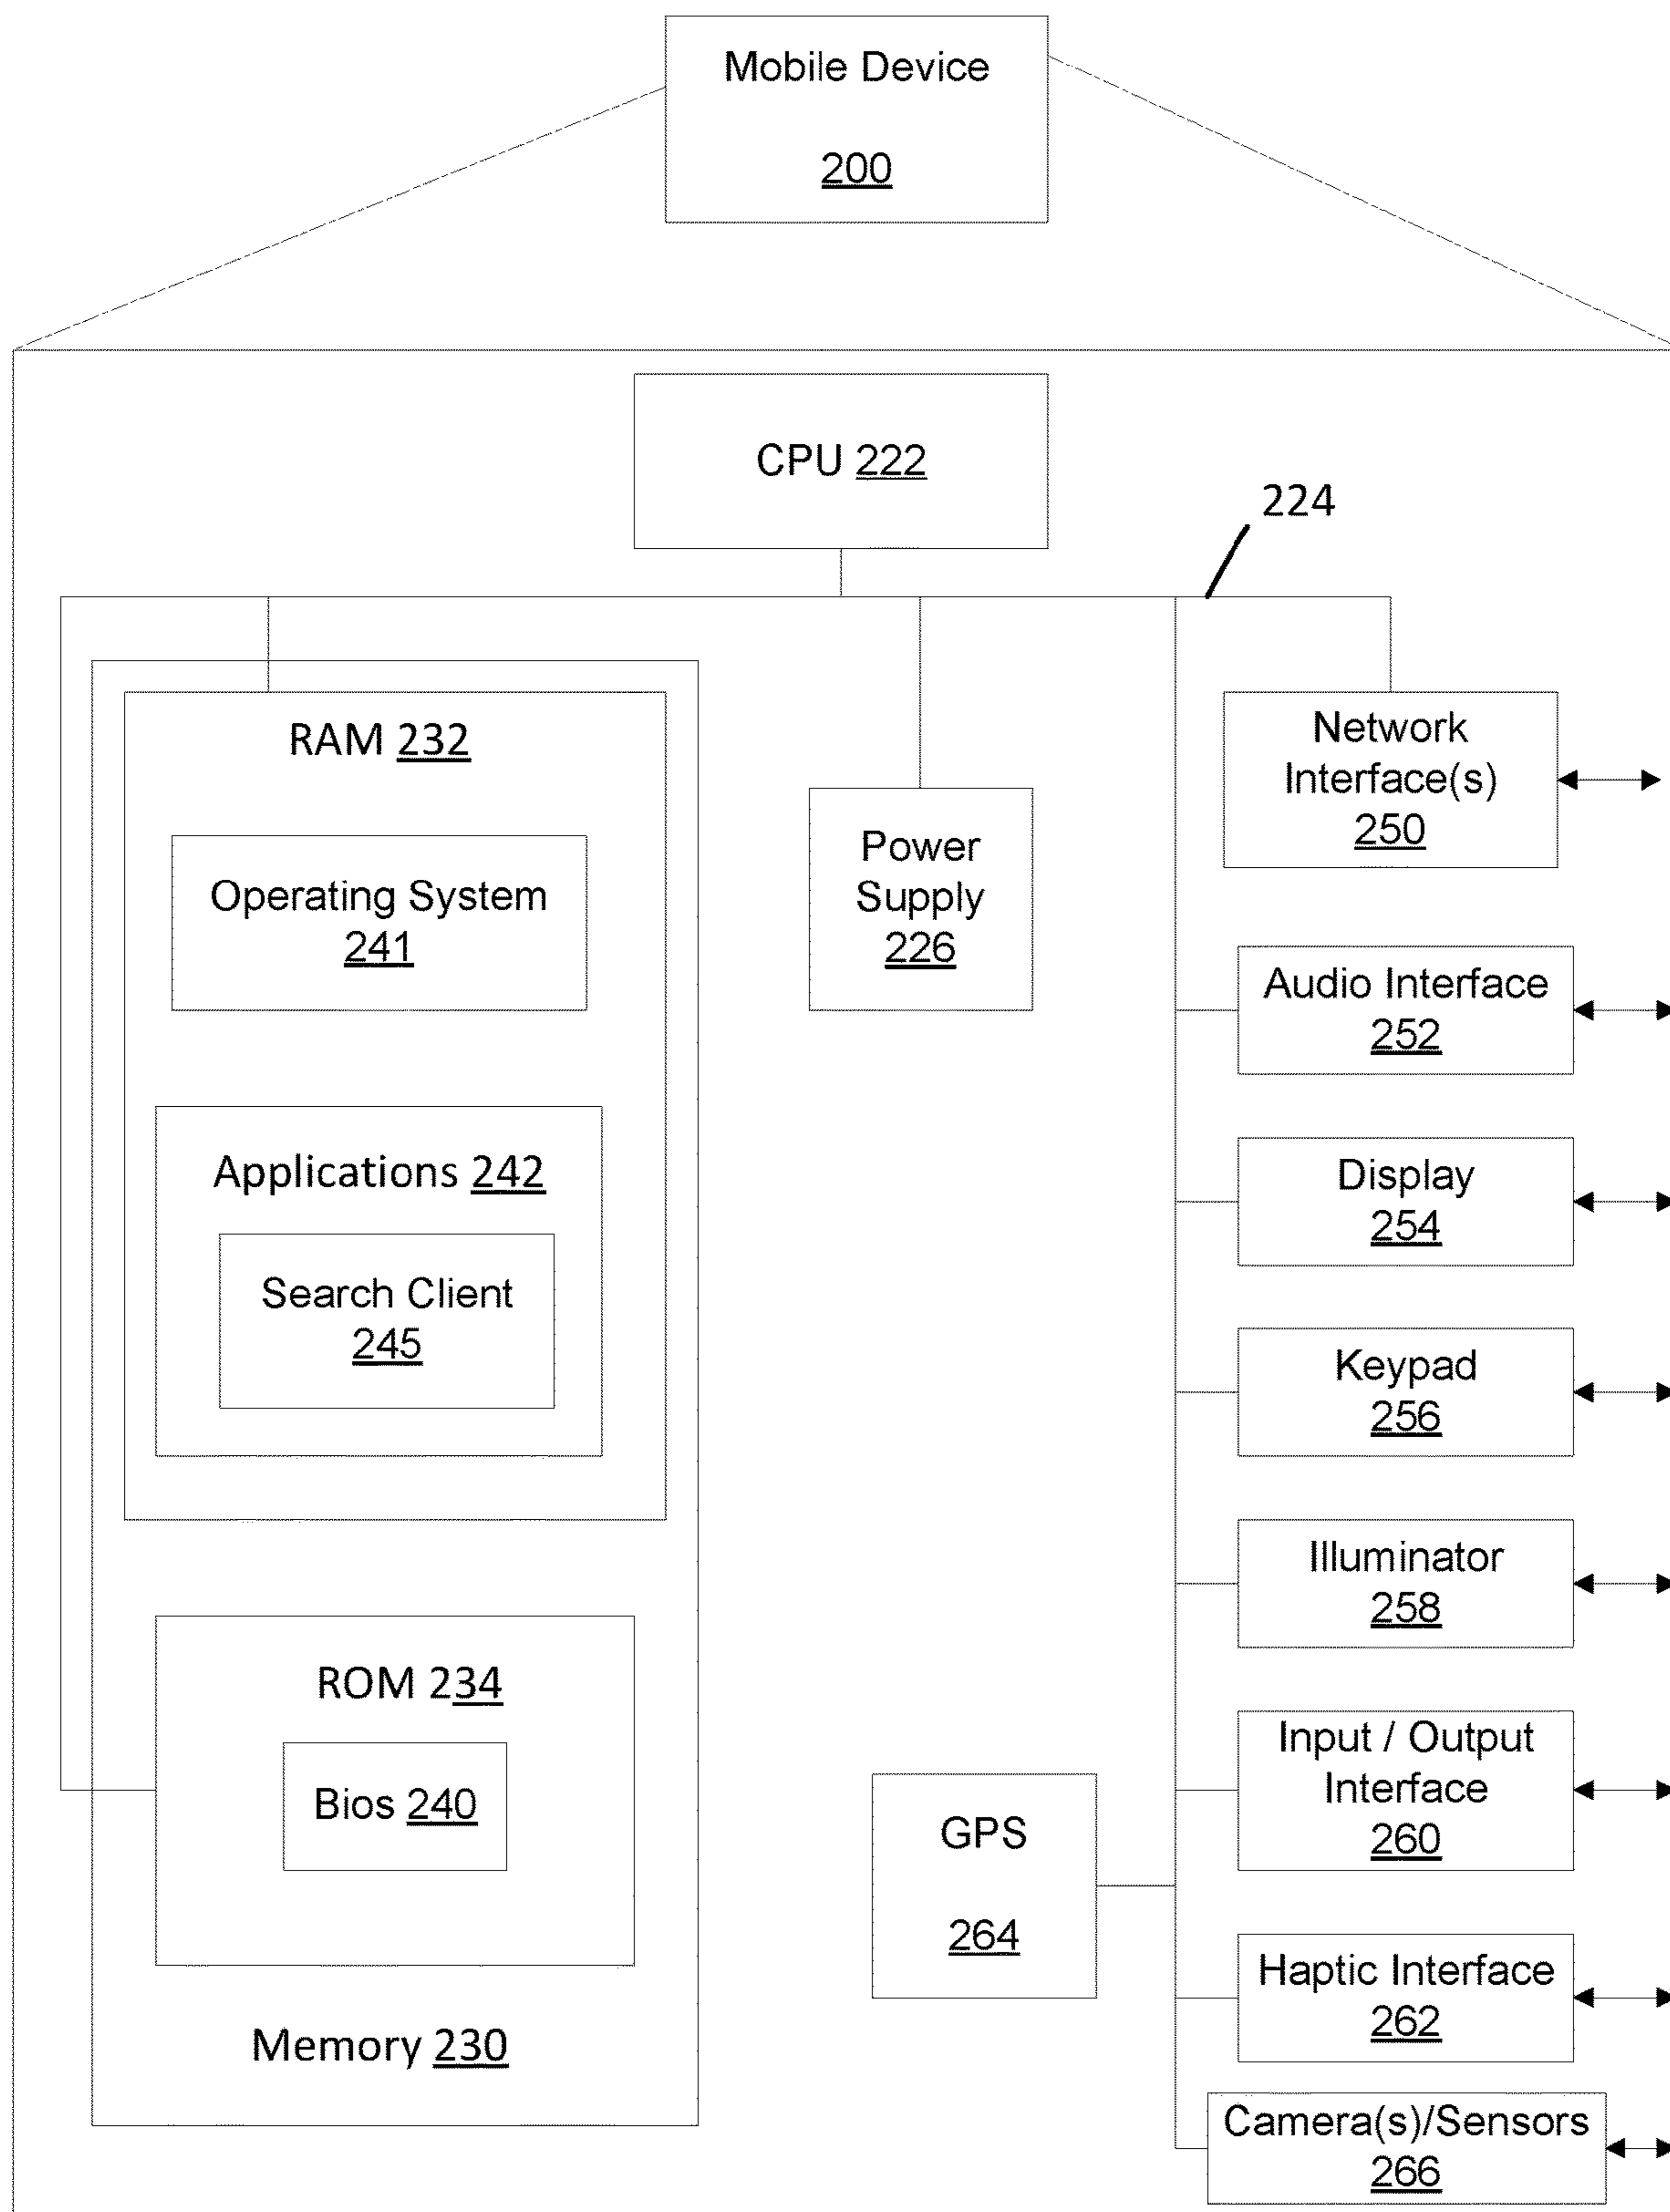 Mobile Device
200
CPU 222
224
RAM 232
Operating System
241
Applications 242
Search Client
245
ROM 234
Bios 240
Memory 230
Power
Supply
226
GPS
264
Network
Interface(s)
250
Audio Interface
252
Display
254
Keypad
256
Illuminator
258
Input / Output
Interface
260
Haptic Interface
262
Camera(s)/Sensors
266